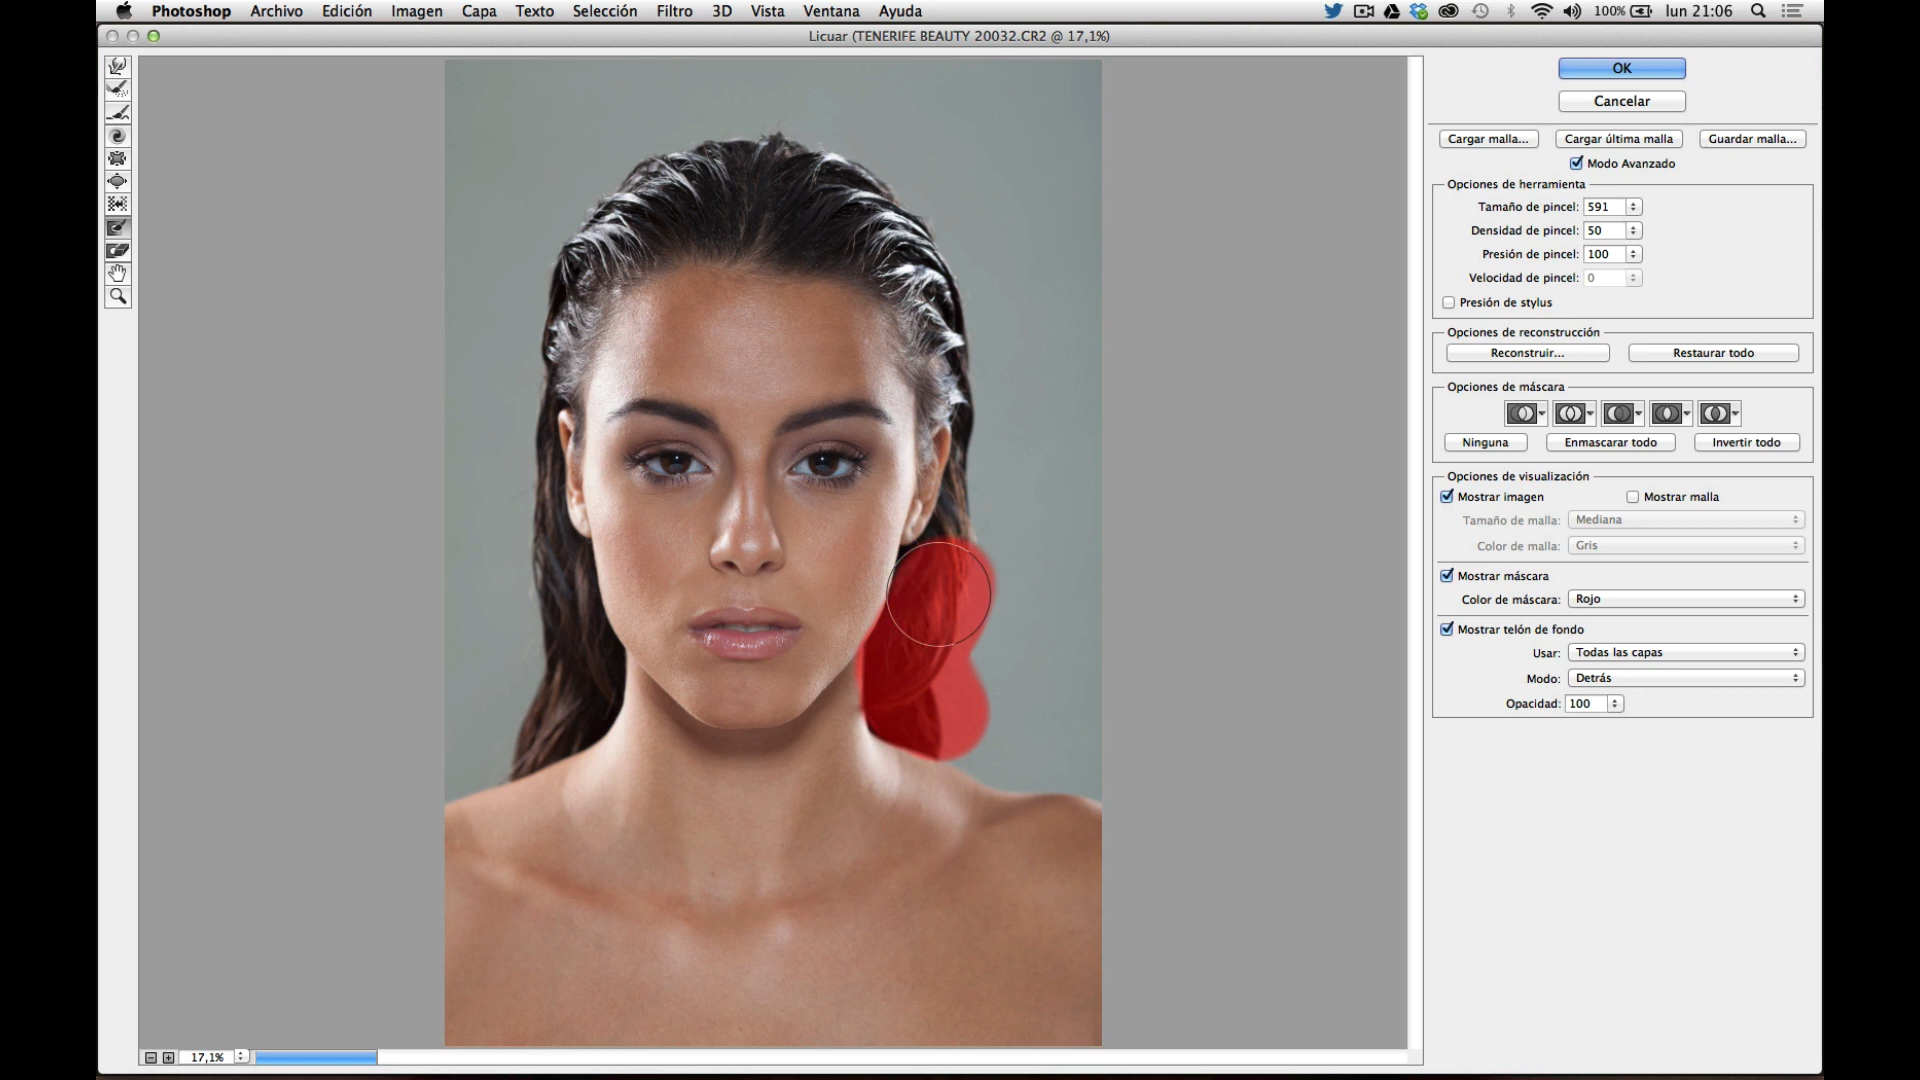 Photoshop Archivo Edición Imagen Capa Texto Selección Filtro 3D Vista Ventana Ayuda 100% lun 21:06
Licuar (TENERIFE BEAUTY 20032.CR2 @ 17,1%)
OK
Cancelar
Cargar malla... Cargar última malla Guardar malla...
Modo Avanzado
Opciones de herramienta
Tamaño de pincel: 591
Densidad de pincel: 50
Presión de pincel: 100
Velocidad de pincel: 0
Presión de stylus
Opciones de reconstrucción
Reconstruir... Restaurar todo
Opciones de máscara
Ninguna Enmascarar todo Invertir todo
Opciones de visualización
Mostrar imagen Mostrar malla
Tamaño de malla: Mediana
Color de malla: Gris
Mostrar máscara
Color de máscara: Rojo
Mostrar telón de fondo
Usar: Todas las capas
Modo: Detrás
Opacidad: 100
17,1%